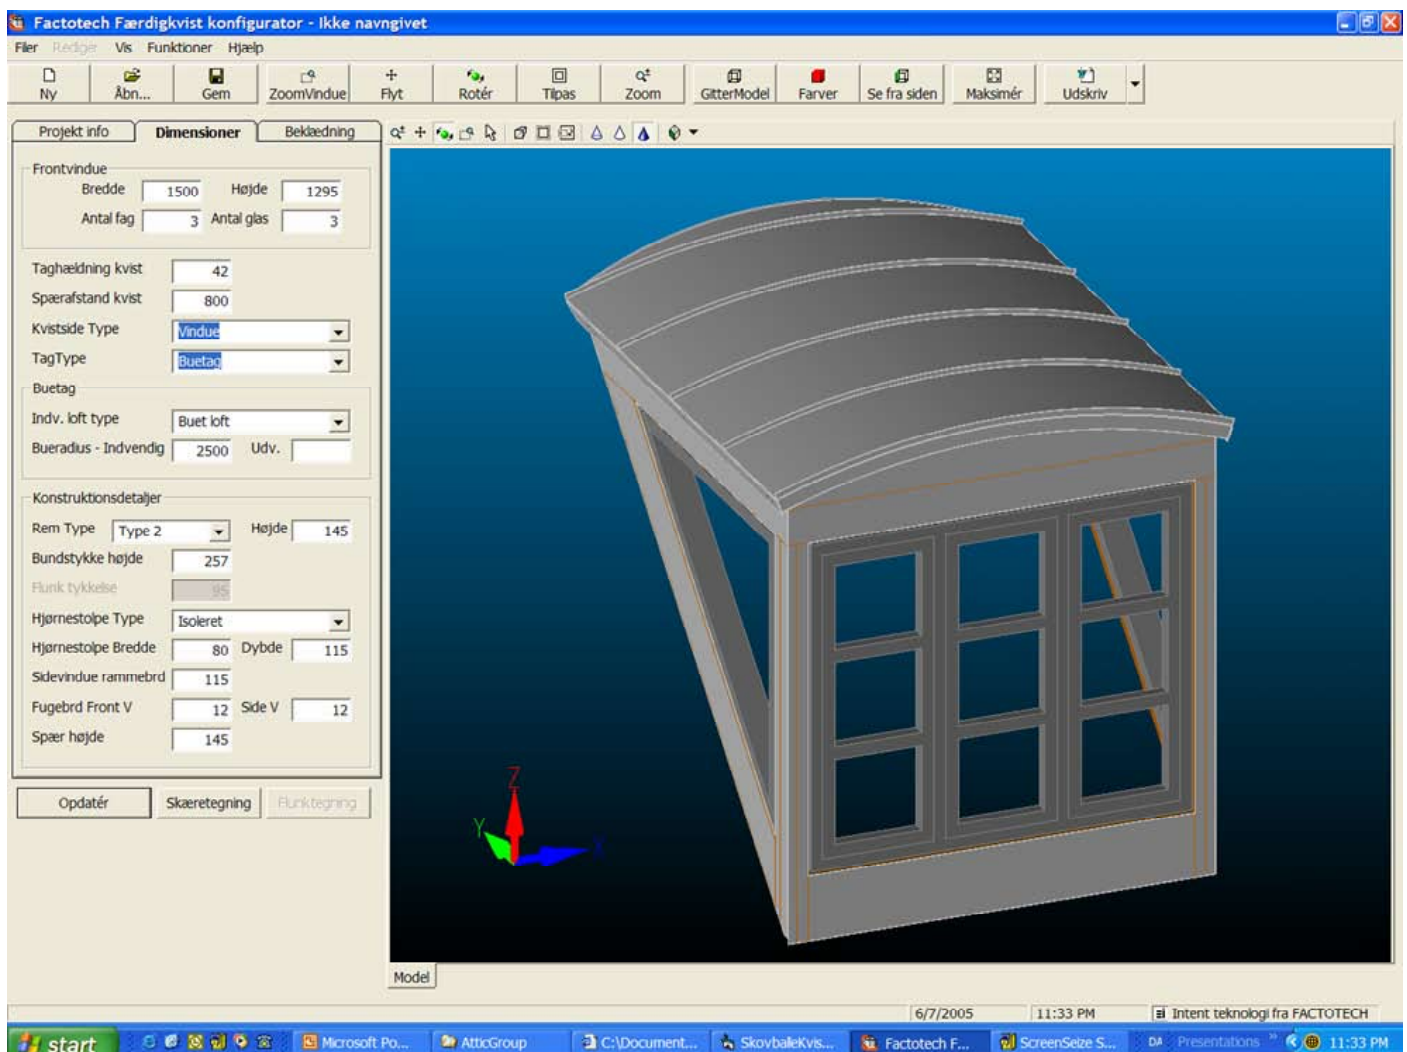 Factotech Færdigkvist konfigurator - Ikke navngivet
Filer Rediger Vis Funktioner Hjælp
Ny Åbn... Gem ZoomVindue Flyt Rotér Tilpas Zoom GitterModel Farver Se fra siden Maksimér Udskriv
Projekt info Dimensioner Beklædning
Frontvindue
Bredde 1500 Højde 1295
Antal fag 3 Antal glas 3
Taghældning kvist 42
Spærafstand kvist 800
Kvistside Type Vindue
TagType Buetag
Buetag
Indv. loft type Buet loft
Bueradius - Indvendig 2500 Udv.
Konstruktionsdetaljer
Rem Type Type 2 Højde 145
Bundstykke højde 257
Flunk tykkelse 95
Hjørnestolpe Type Isoleret
Hjørnestolpe Bredde 80 Dybde 115
Sidevindue rammebrd 115
Fugebrd Front V 12 Side V 12
Spær højde 145
Opdatér Skæretegning Flunktegning
Z
Y
X
Model
6/7/2005 11:33 PM Intent teknologi fra FACTOTECH
start Microsoft Po... AtticGroup C:\Document... SkovbaleKvis... Factotech F... ScreenSeize S... DA Presentations » 11:33 PM